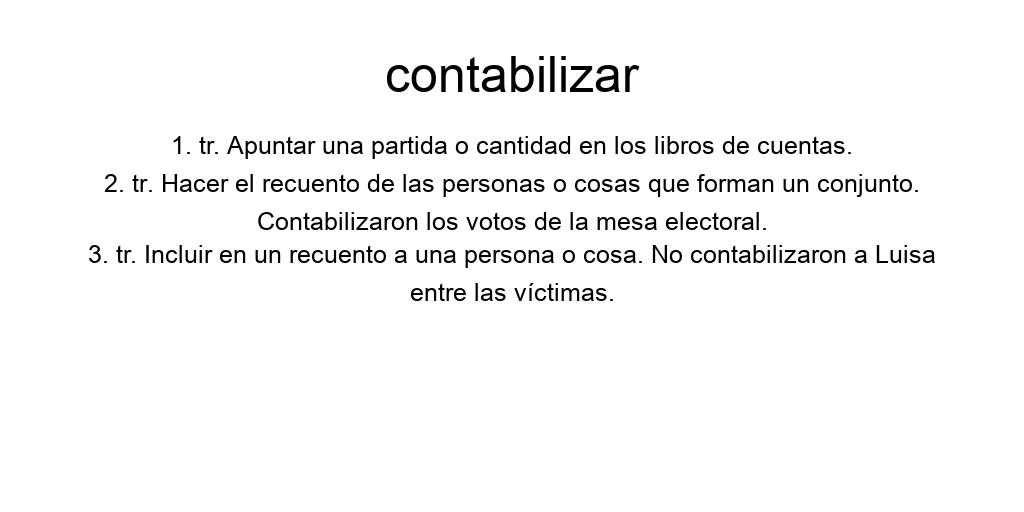 contabilizar
1. tr. Apuntar una partida o cantidad en los libros de cuentas.
2. tr. Hacer el recuento de las personas o cosas que forman un conjunto.
Contabilizaron los votos de la mesa electoral.
3. tr. Incluir en un recuento a una persona o cosa. No contabilizaron a Luisa
entre las víctimas.